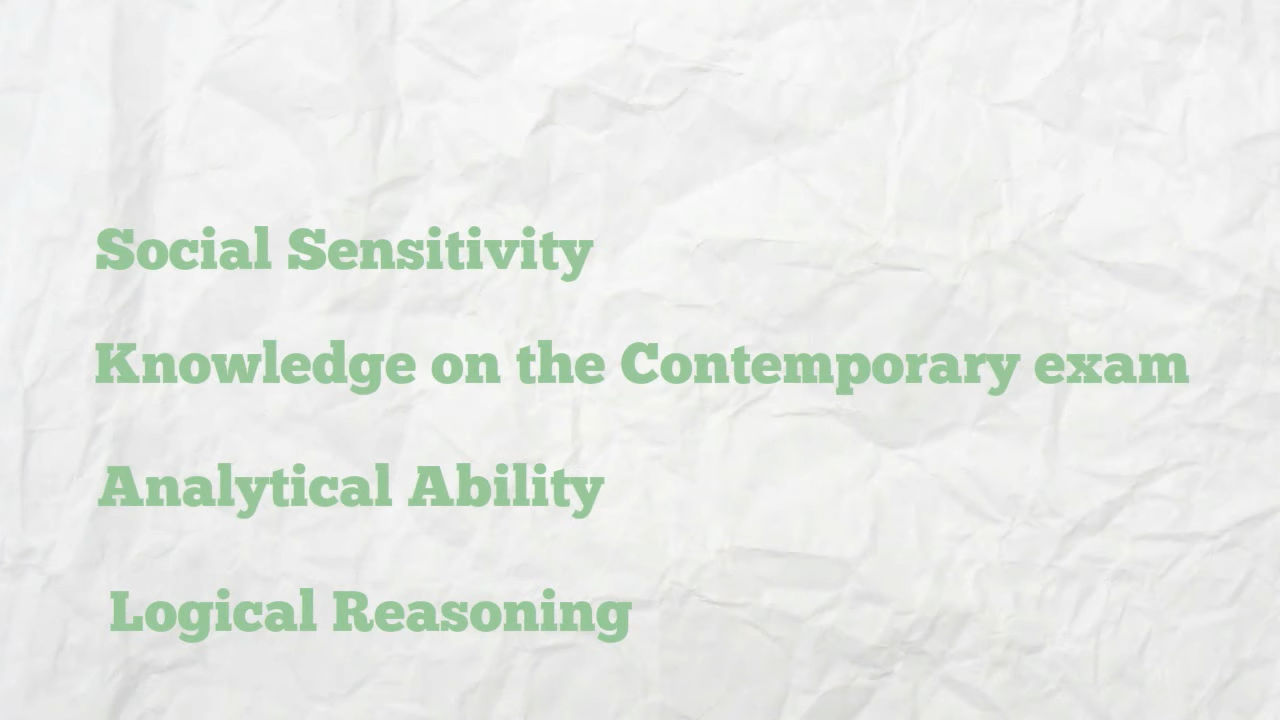 Social Sensitivity
Knowledge on the Contemporary exam
Analytical Ability
Logical Reasoning